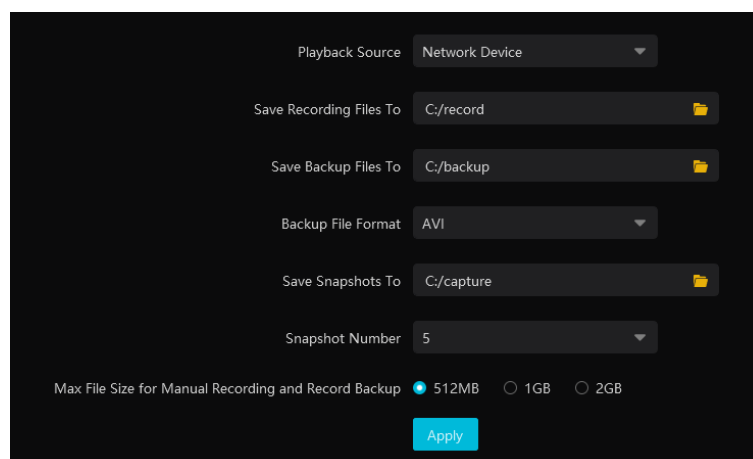 Playback Source Network Device
Save Recording Files To C:/record
Save Backup Files To C:/backup
Backup File Format AVI
Save Snapshots To C:/capture
Snapshot Number 5
Max File Size for Manual Recording and Record Backup 512MB 1GB 2GB
Apply